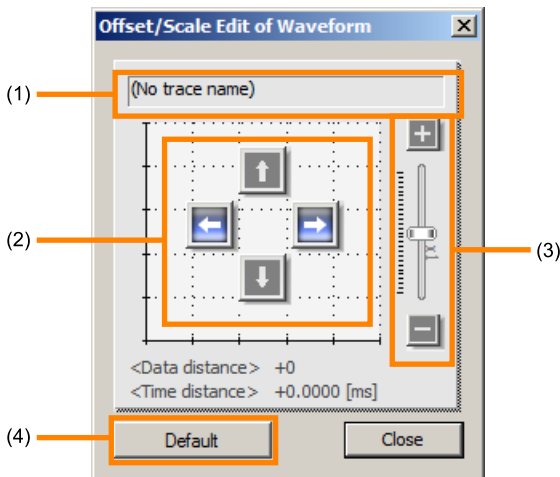 Offset/Scale Edit of Waveform
(1)
(No trace name)
(2)
x1
(3)
<Data distance> +0
<Time distance> +0.0000 [ms]
(4)
Default
Close